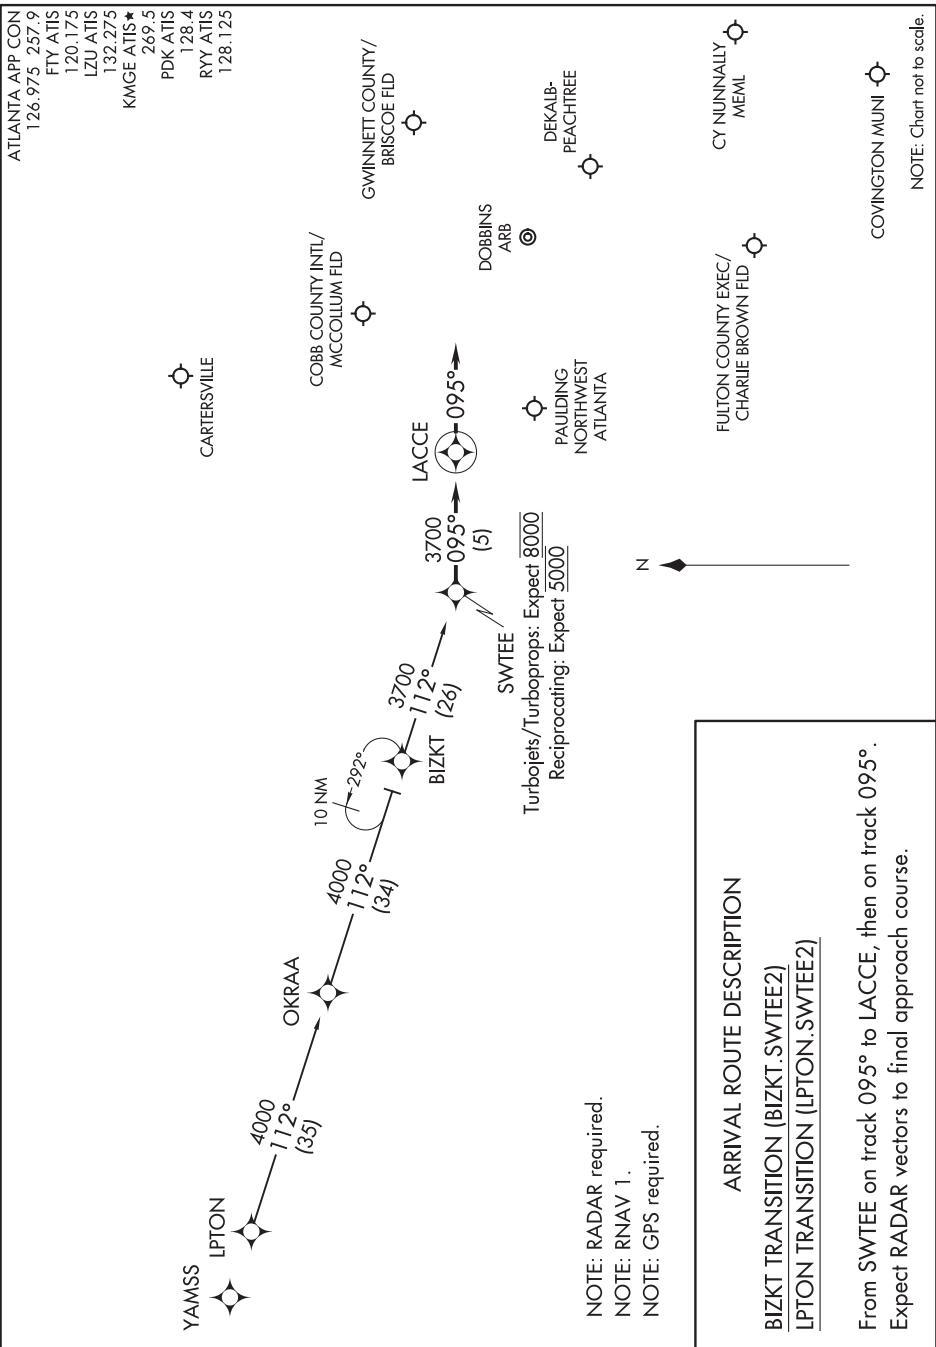 ATLANTA APP CON
126.975 257.9
FTY ATIS
120.175
LZU ATIS
132.275
KMGE ATIS★
269.5
PDK ATIS
128.4
RYY ATIS
128.125
YAMSS
LPTON
4000
112°
(35)
OKRAA
4000
112°
(34)
10 NM
292°
BIZKT
3700
112°
(26)
SWTEE
Turbojets/Turboprops: Expect 8000
Reciprocating: Expect 5000
3700
095°
(5)
LACCE
095°
CARTERSVILLE
COBB COUNTY INTL/
MCCOLLUM FLD
GWINNETT COUNTY/
BRISCOE FLD
DOBBINS
ARB
DEKALB-
PEACHTREE
PAULDING
NORTHWEST
ATLANTA
FULTON COUNTY EXEC/
CHARLIE BROWN FLD
CY NUNNALLY
MEML
COVINGTON MUNI
N
NOTE: RADAR required.
NOTE: RNAV 1.
NOTE: GPS required.
ARRIVAL ROUTE DESCRIPTION
BIZKT TRANSITION (BIZKT.SWTEE2)
LPTON TRANSITION (LPTON.SWTEE2)
From SWTEE on track 095° to LACCE, then on track 095°.
Expect RADAR vectors to final approach course.
NOTE: Chart not to scale.